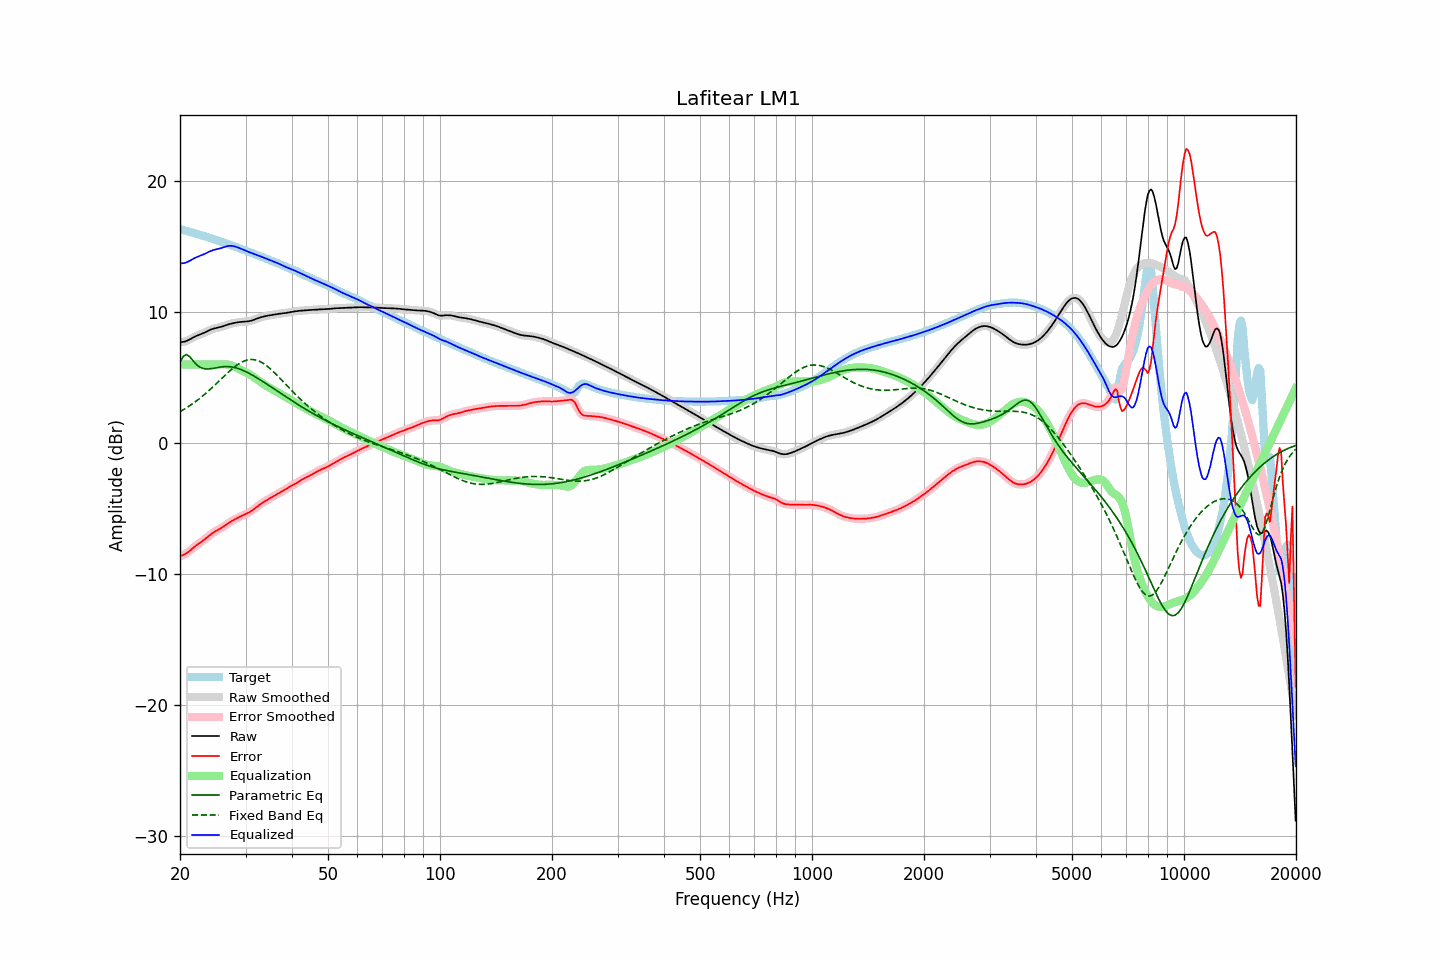 Lafitear LM1
Amplitude (dBr)
20
10
0
−10
−20
−30
Target
Raw Smoothed
Error Smoothed
Raw
Error
Equalization
Parametric Eq
Fixed Band Eq
Equalized
20 50 100 200 500 1000 2000 5000 10000 20000
Frequency (Hz)